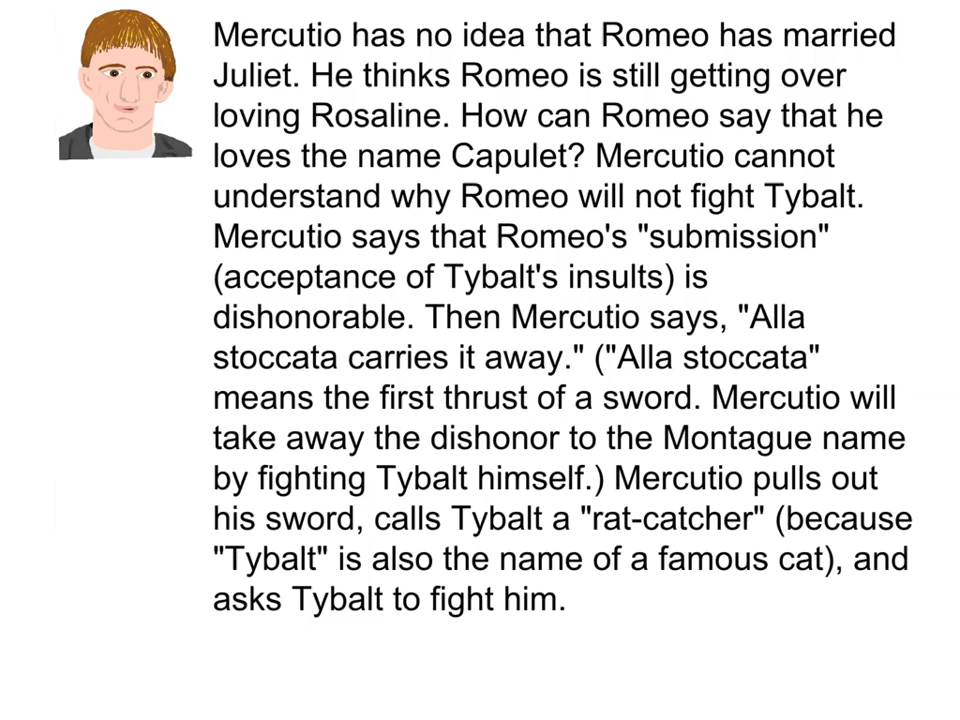 Mercutio has no idea that Romeo has married
Juliet. He thinks Romeo is still getting over
loving Rosaline. How can Romeo say that he
loves the name Capulet? Mercutio cannot
understand why Romeo will not fight Tybalt.
Mercutio says that Romeo's "submission"
(acceptance of Tybalt's insults) is
dishonorable. Then Mercutio says, "Alla
stoccata carries it away." ("Alla stoccata"
means the first thrust of a sword. Mercutio will
take away the dishonor to the Montague name
by fighting Tybalt himself.) Mercutio pulls out
his sword, calls Tybalt a "rat-catcher" (because
"Tybalt" is also the name of a famous cat), and
asks Tybalt to fight him.